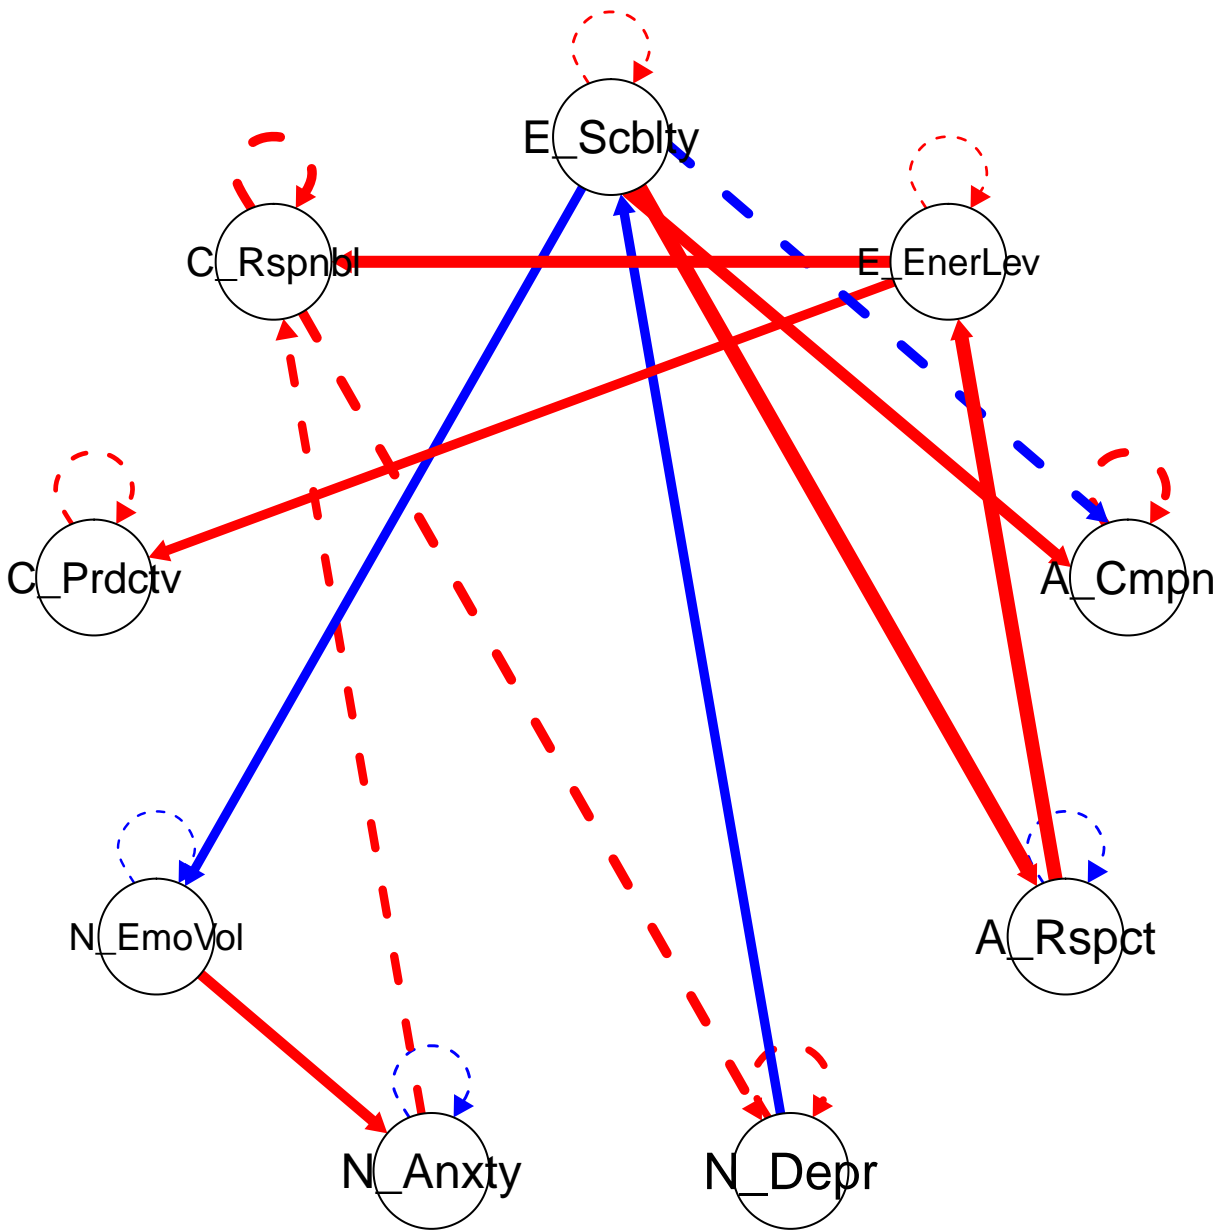 E_Scblty
C_Rspnbl
E_EnerLev
C_Prdctv
A_Cmpn
N_EmoVol
A_Rspct
N_Anxty
N_Depr